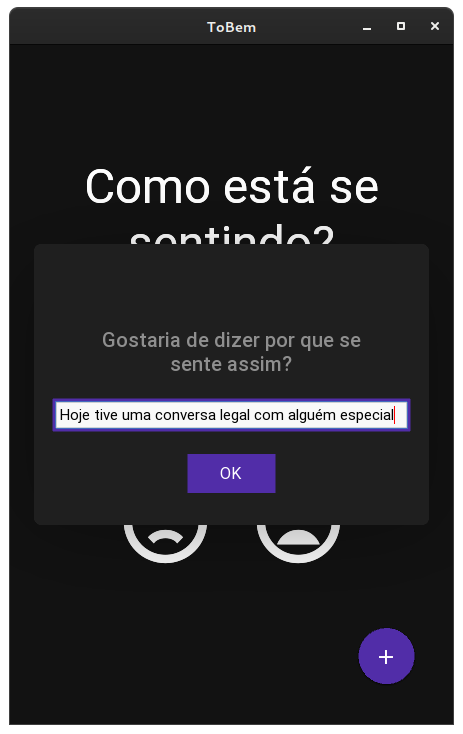 ToBem
Como está se
sentindo?
Gostaria de dizer por que se
sente assim?
Hoje tive uma conversa legal com alguém especial
OK
+